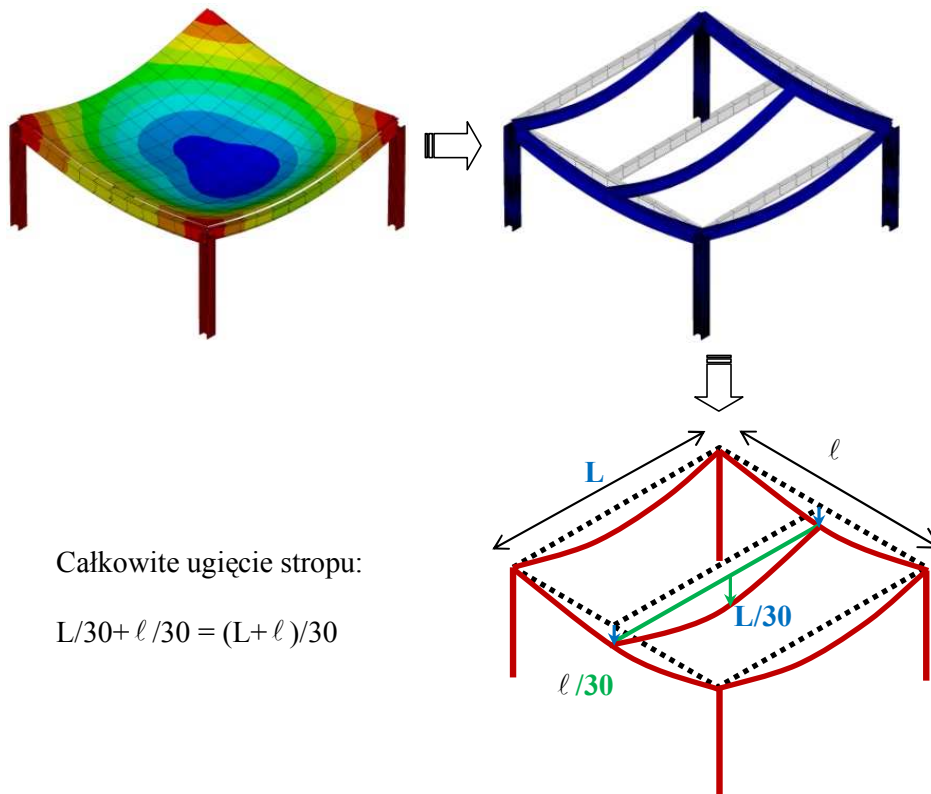 L
ℓ
Całkowite ugięcie stropu:
L/30+ ℓ /30 = (L+ ℓ )/30
L/30
ℓ /30